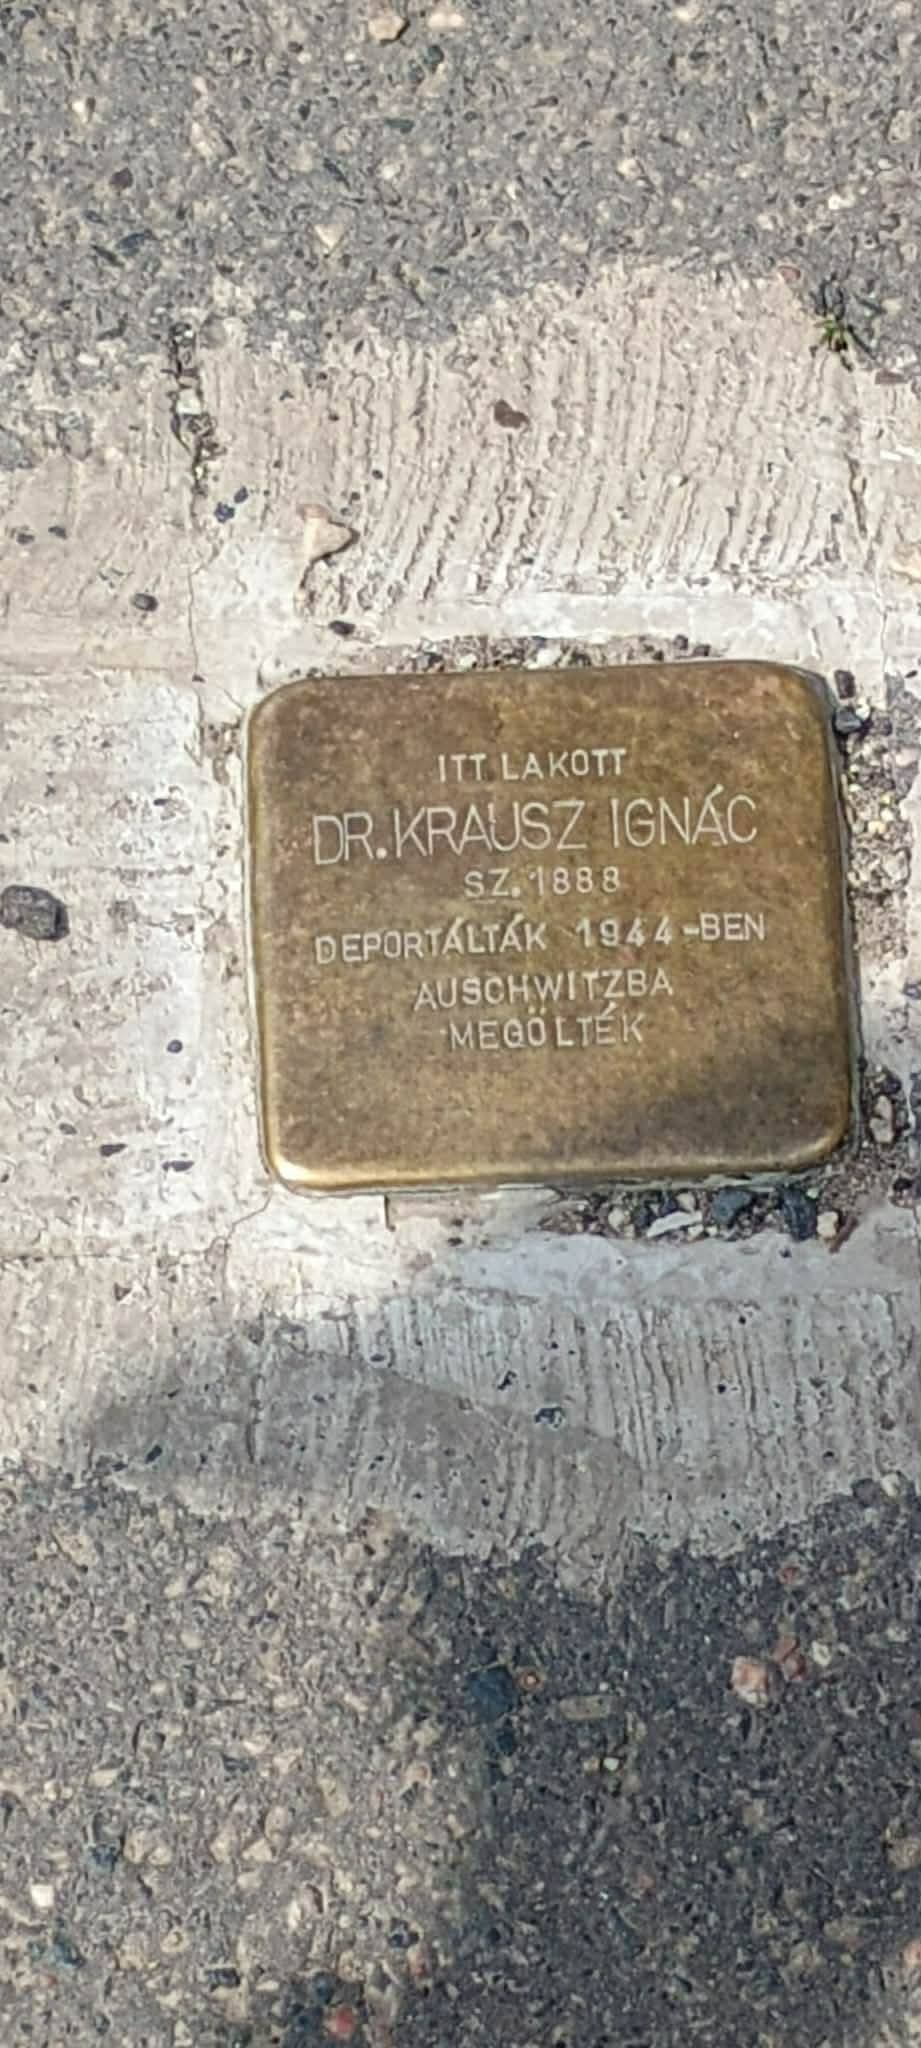 ITT LAKOTT
DR. KRAUSZ IGNÁC
SZ. 1888
DEPORTÁLTÁK 1944-BEN
AUSCHWITZBA
MEGÖLTÉK